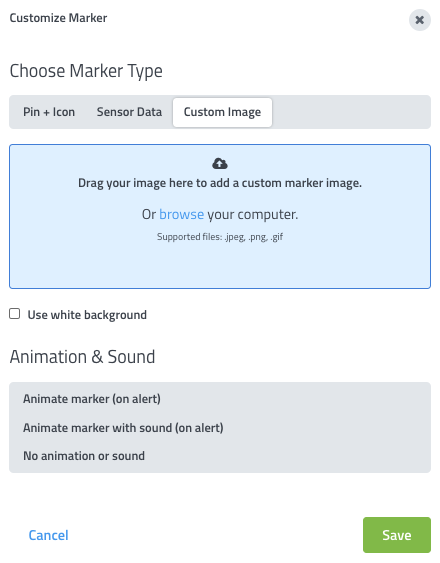 Customize Marker
Choose Marker Type
Pin + Icon Sensor Data Custom Image
Drag your image here to add a custom marker image.
Or browse your computer.
Supported files: .jpeg, .png, .gif
Use white background
Animation & Sound
Animate marker (on alert)
Animate marker with sound (on alert)
No animation or sound
Cancel Save